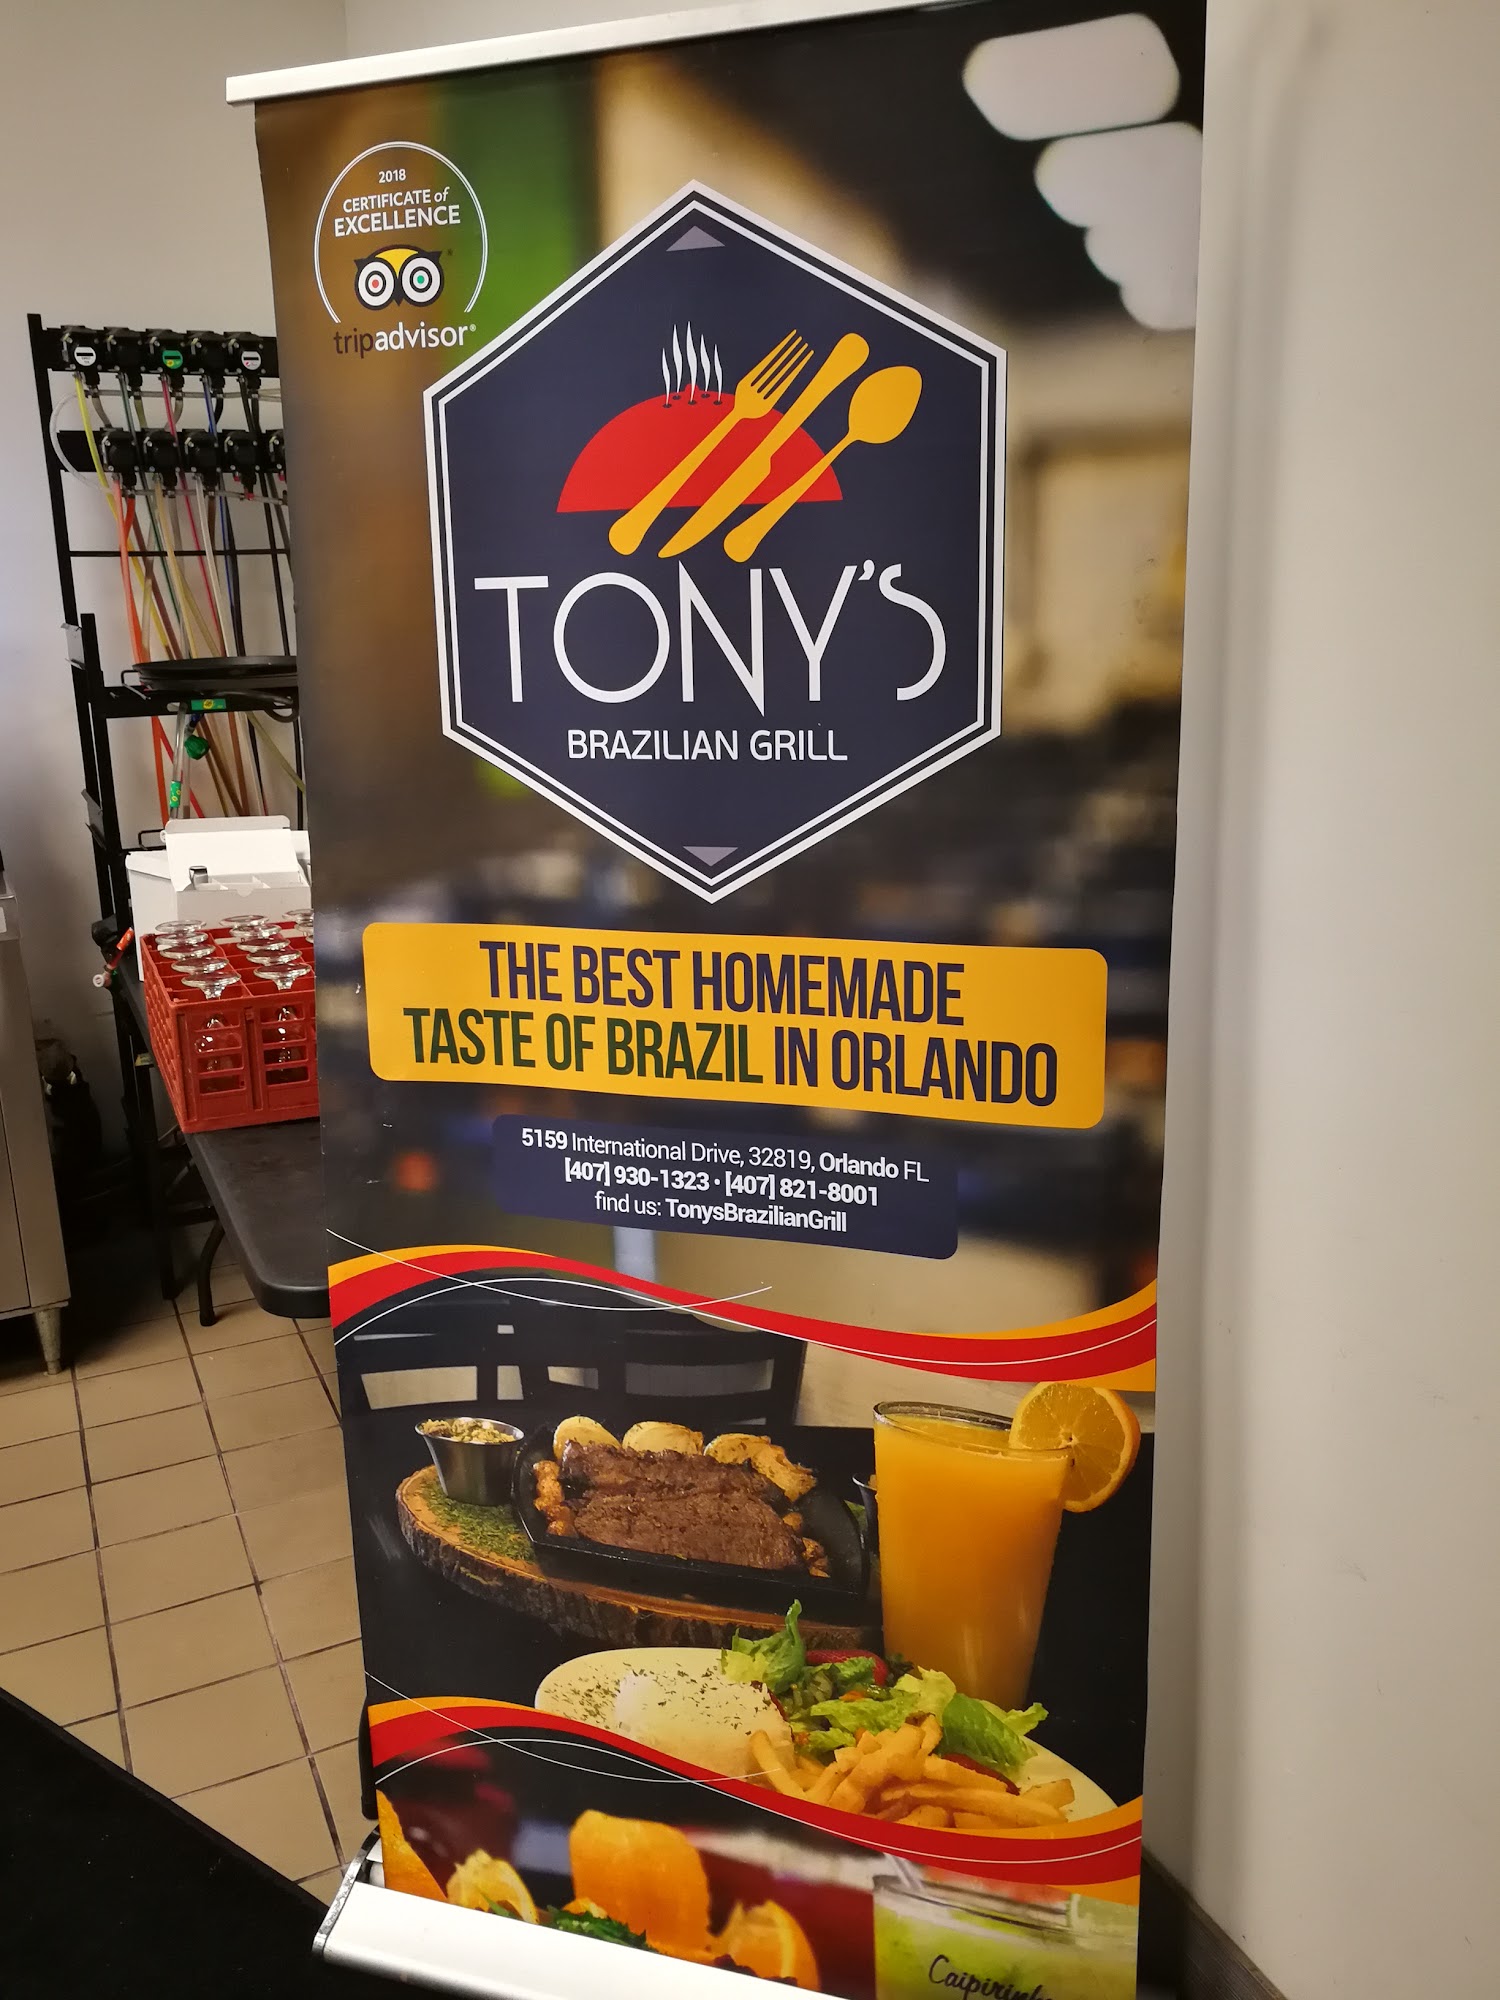 2018
CERTIFICATE of
EXCELLENCE
tripadvisor®
TONY'S
BRAZILIAN GRILL
THE BEST HOMEMADE
TASTE OF BRAZIL IN ORLANDO
5159 International Drive, 32819, Orlando FL
[407] 930-1323 • [407] 821-8001
find us: TonysBrazilianGrill